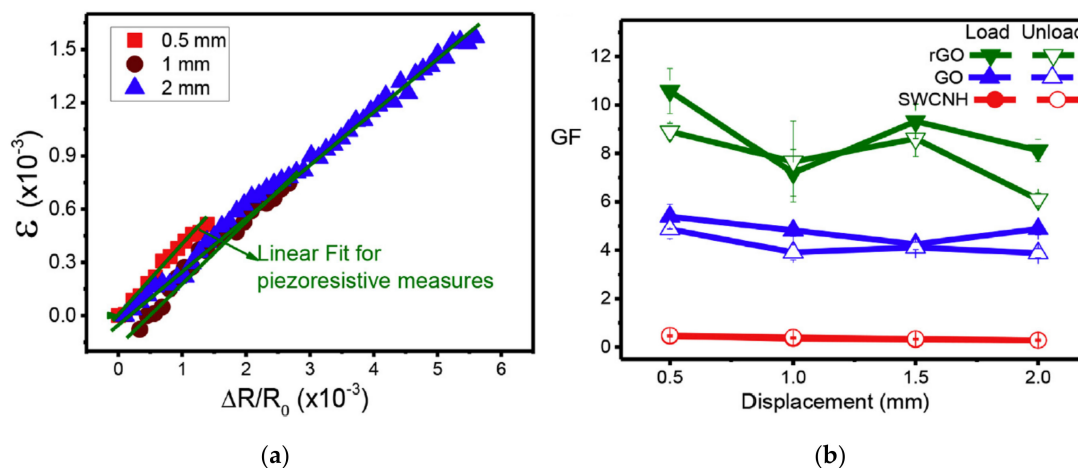 1.5
1.2
0.9
0.6
0.3
0.0
ε (x10⁻³)
0.5 mm
1 mm
2 mm
Linear Fit for
piezoresistive measures
0 1 2 3 4 5 6
ΔR/R₀ (x10⁻³)
(a)
Load Unload
rGO
GO
SWCNH
12
10
8
6
4
2
0
GF
0.5 1.0 1.5 2.0
Displacement (mm)
(b)